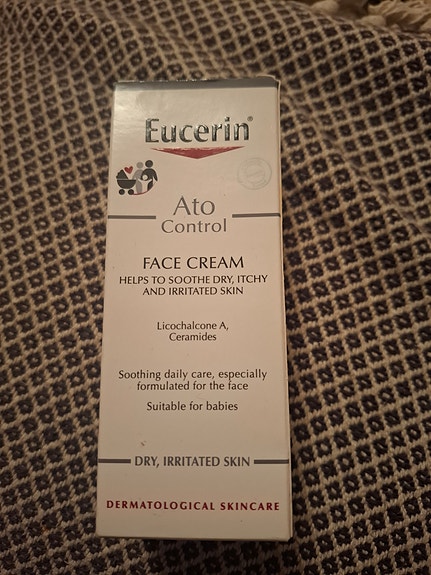 Eucerin®
Ato
Control
FACE CREAM
HELPS TO SOOTHE DRY, ITCHY
AND IRRITATED SKIN
Licochalcone A,
Ceramides
Soothing daily care, especially
formulated for the face
Suitable for babies
DRY, IRRITATED SKIN
DERMATOLOGICAL SKINCARE